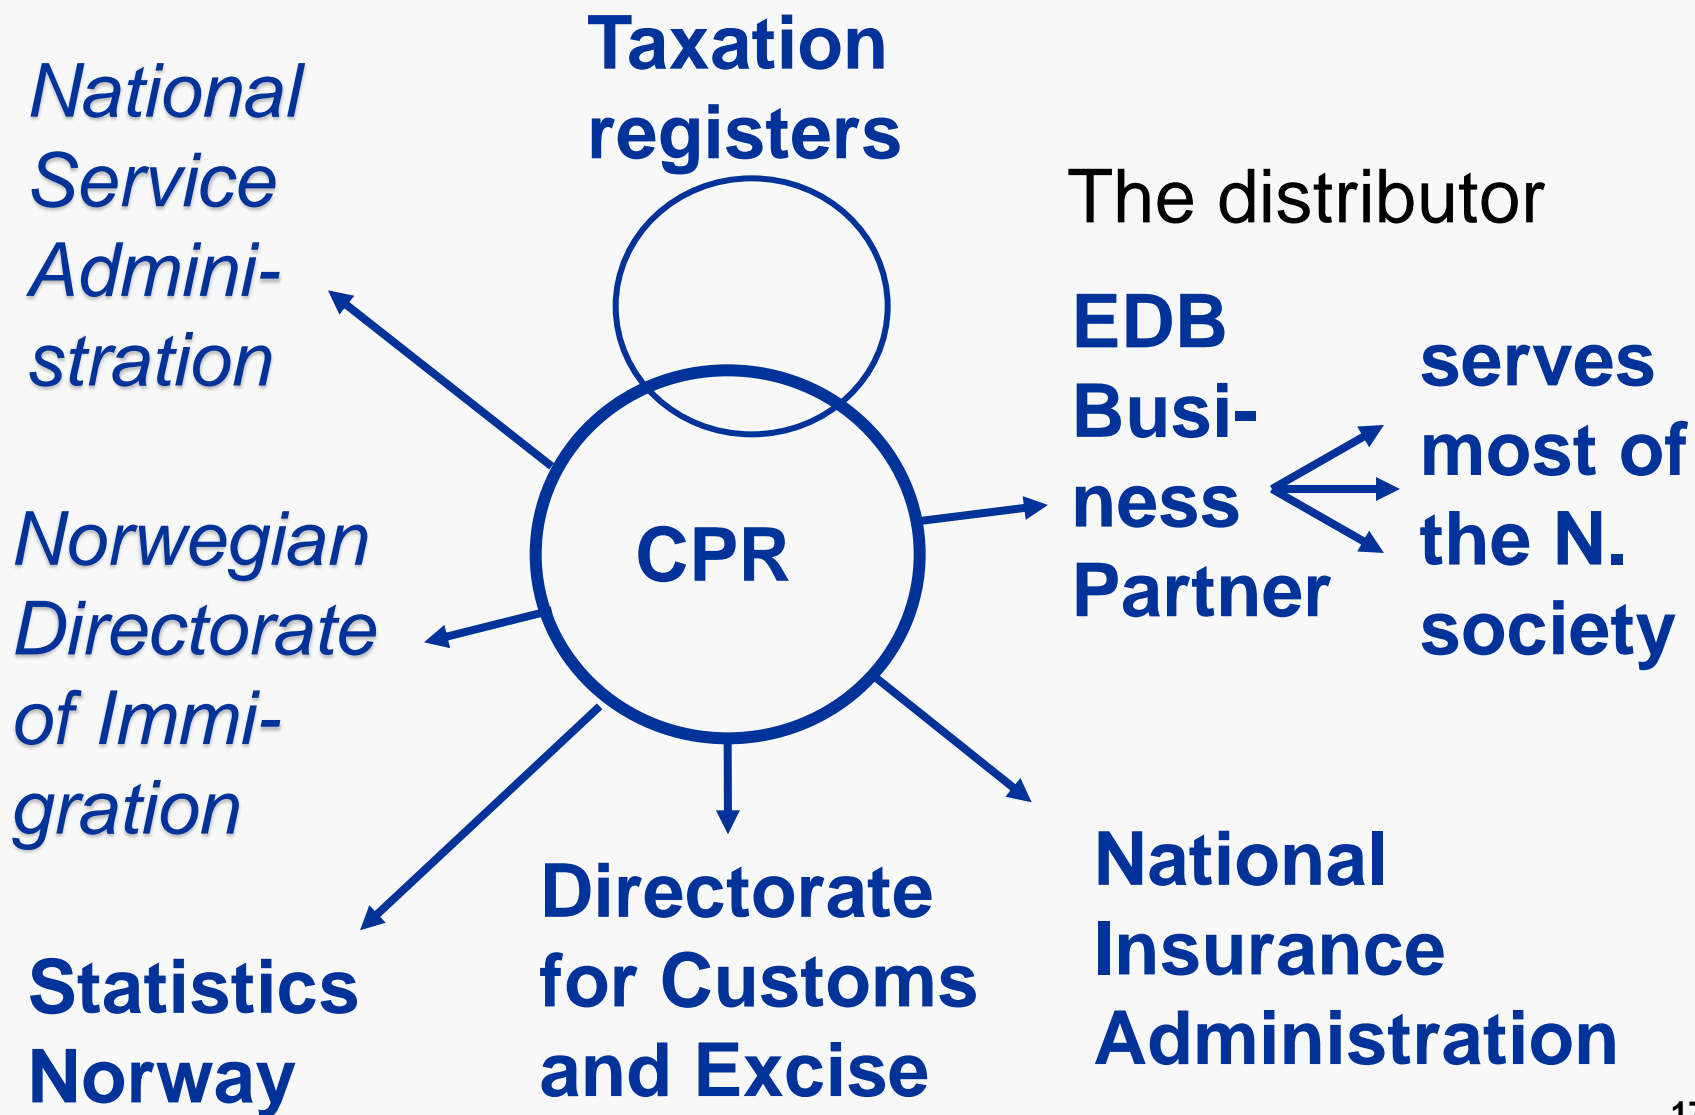 Taxation
registers
National
Service
Admini-
stration
The distributor
EDB
Busi-
ness
Partner
serves
most of
the N.
society
CPR
Norwegian
Directorate
of Immi-
gration
Statistics
Norway
Directorate
for Customs
and Excise
National
Insurance
Administration